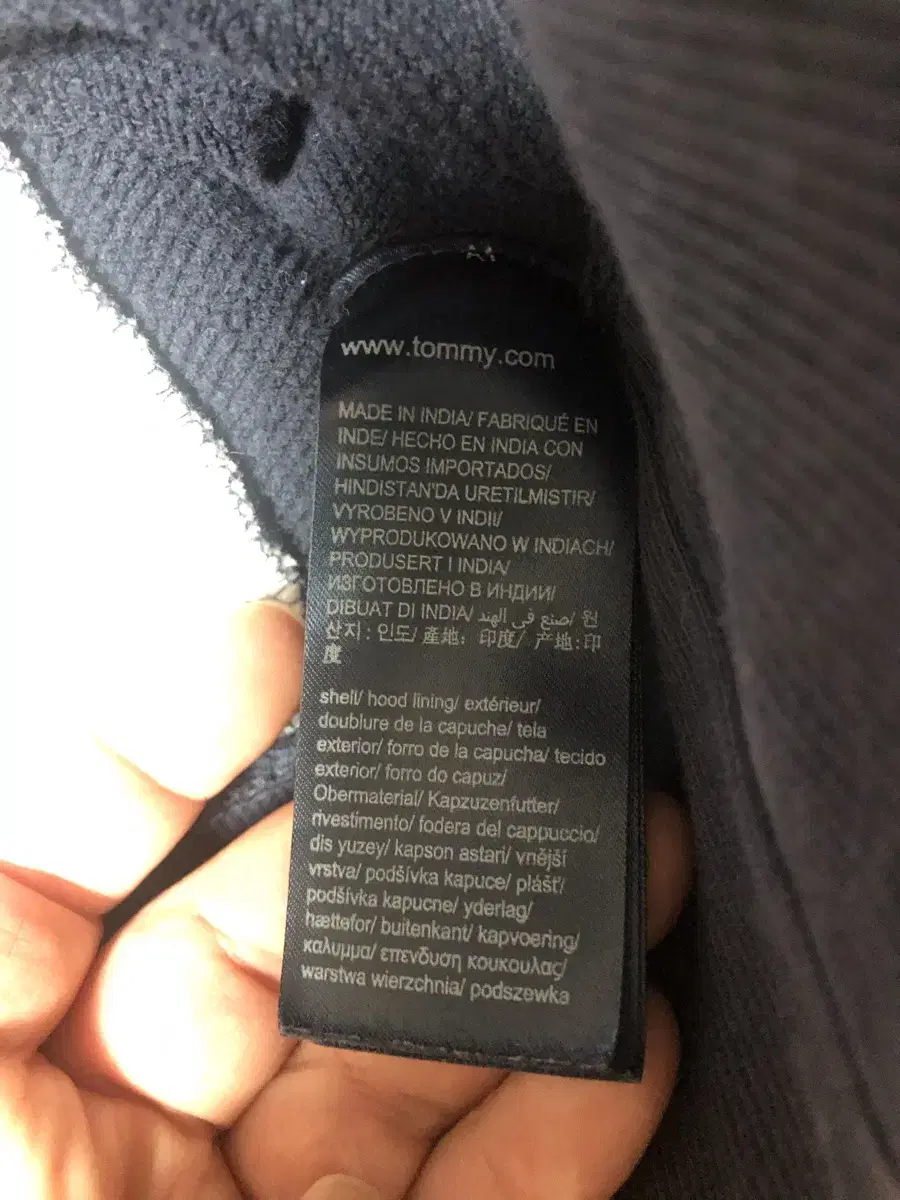 www.tommy.com
MADE IN INDIA/ FABRIQUÉ EN
INDE/ HECHO EN INDIA CON
INSUMOS IMPORTADOS/
HINDISTAN'DA URETILMISTIR/
VYROBENO V INDII/
WYPRODUKOWANO W INDIACH/
PRODUSERT I INDIA/
ИЗГОТОВЛЕНО В ИНДИИ/
DIBUAT DI INDIA/ صنع في الهند/ 원
산지: 인도/ 產地: 印度/ 产地:印
度
shell/ hood lining/ extérieur/
doublure de la capuche/ tela
exterior/ forro de la capucha/ tecido
exterior/ forro do capuz/
Obermaterial/ Kapzuzenfutter/
rivestimento/ fodera del cappuccio/
dis yuzey/ kapson astari/ vnější
vrstva/ podšívka kapuce/ plášť/
podšívka kapucne/ yderlag/
hættefor/ buitenkant/ kapvoering/
καλυμμα/ επενδυση κουκουλας/
warstwa wierzchnia/ podszewka